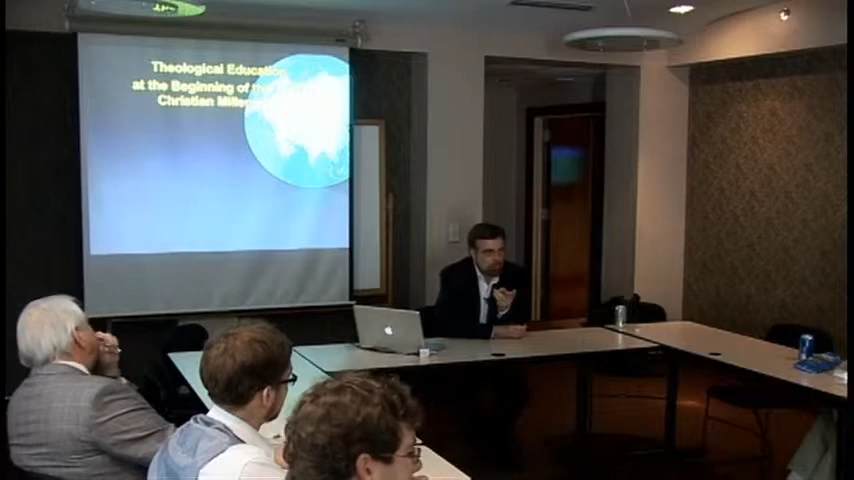 Theological Education
at the Beginning of the
Christian